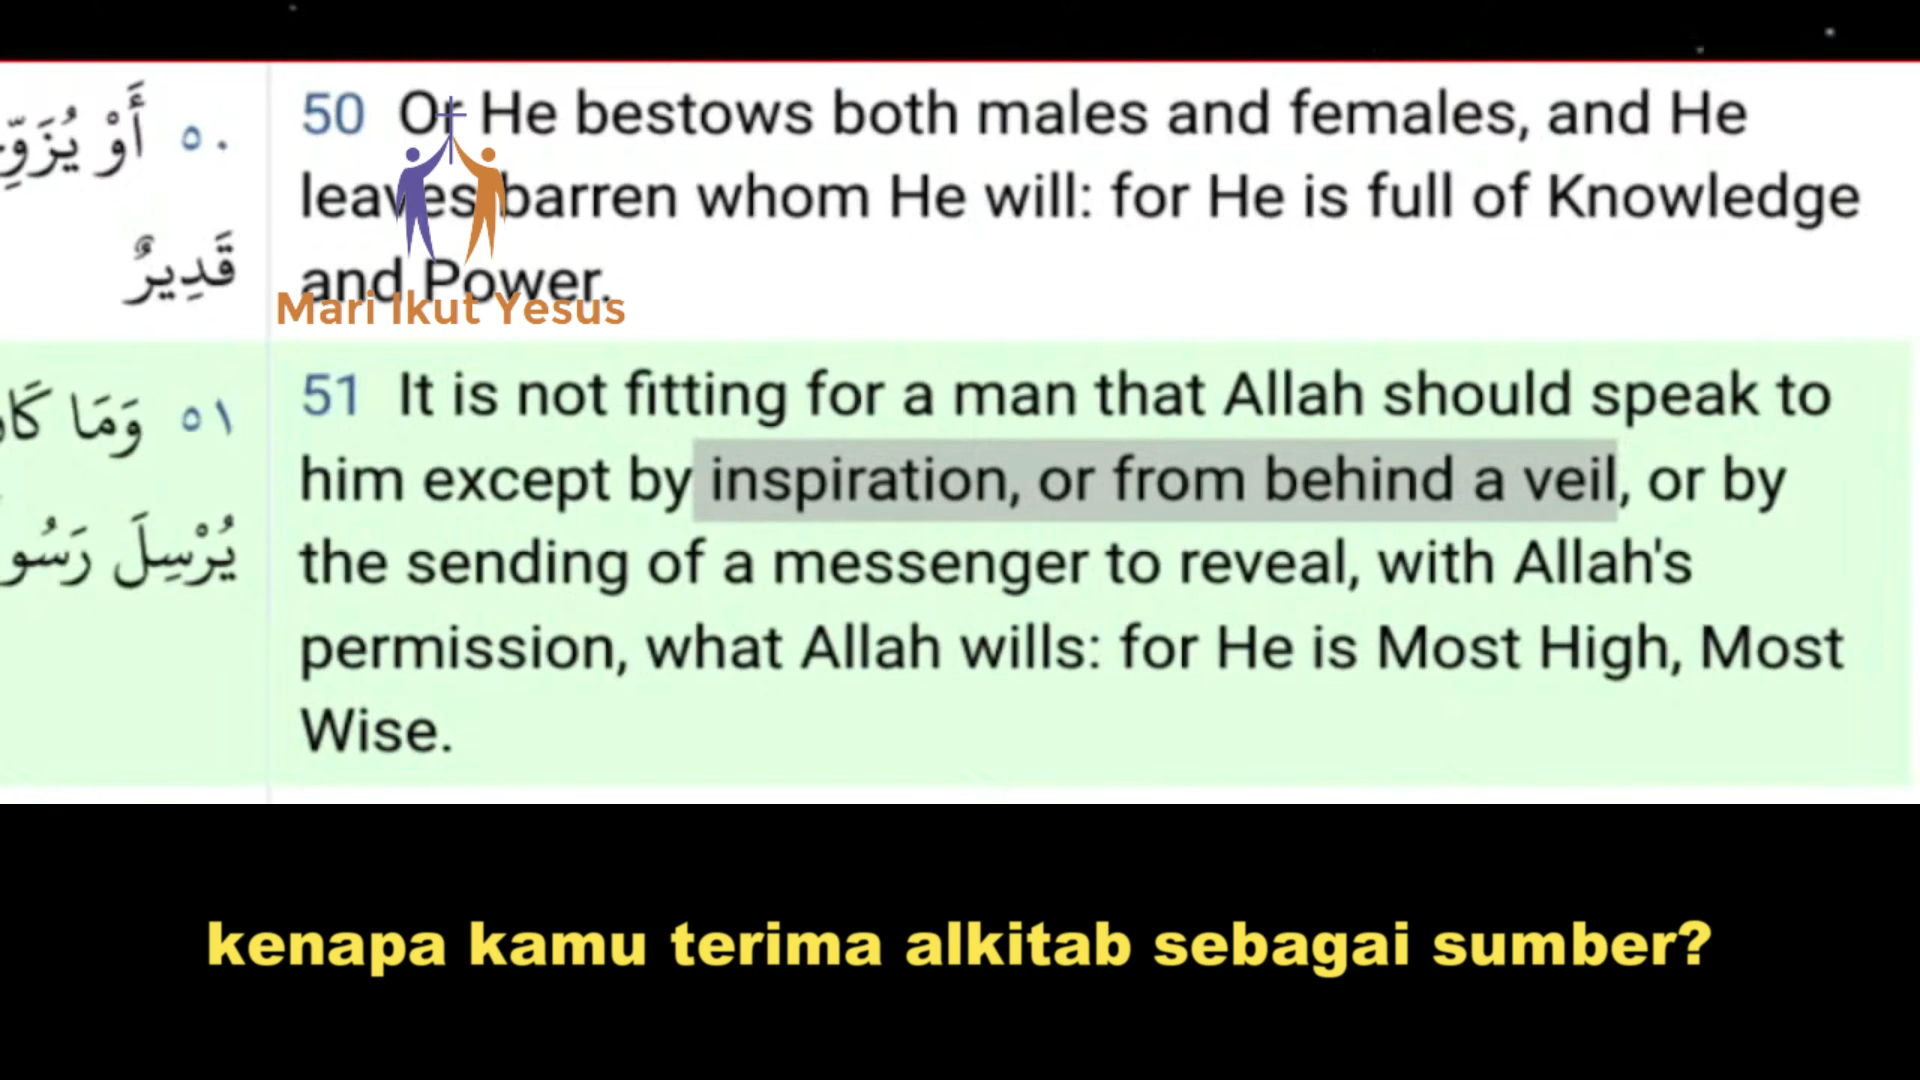 50 Or He bestows both males and females, and He
leaves barren whom He will: for He is full of Knowledge
and Power.
Mari Ikut Yesus
٥٠ أَوْ
قَدِيرٌ
51 It is not fitting for a man that Allah should speak to
him except by inspiration, or from behind a veil, or by
the sending of a messenger to reveal, with Allah's
permission, what Allah wills: for He is Most High, Most
Wise.
٥١ وَمَا
يُرْسِلَ
kenapa kamu terima alkitab sebagai sumber?